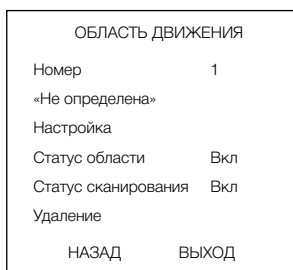 ОБЛАСТЬ ДВИЖЕНИЯ
Номер 1
«Не определена»
Настройка
Статус области Вкл
Статус сканирования Вкл
Удаление
НАЗАД ВЫХОД